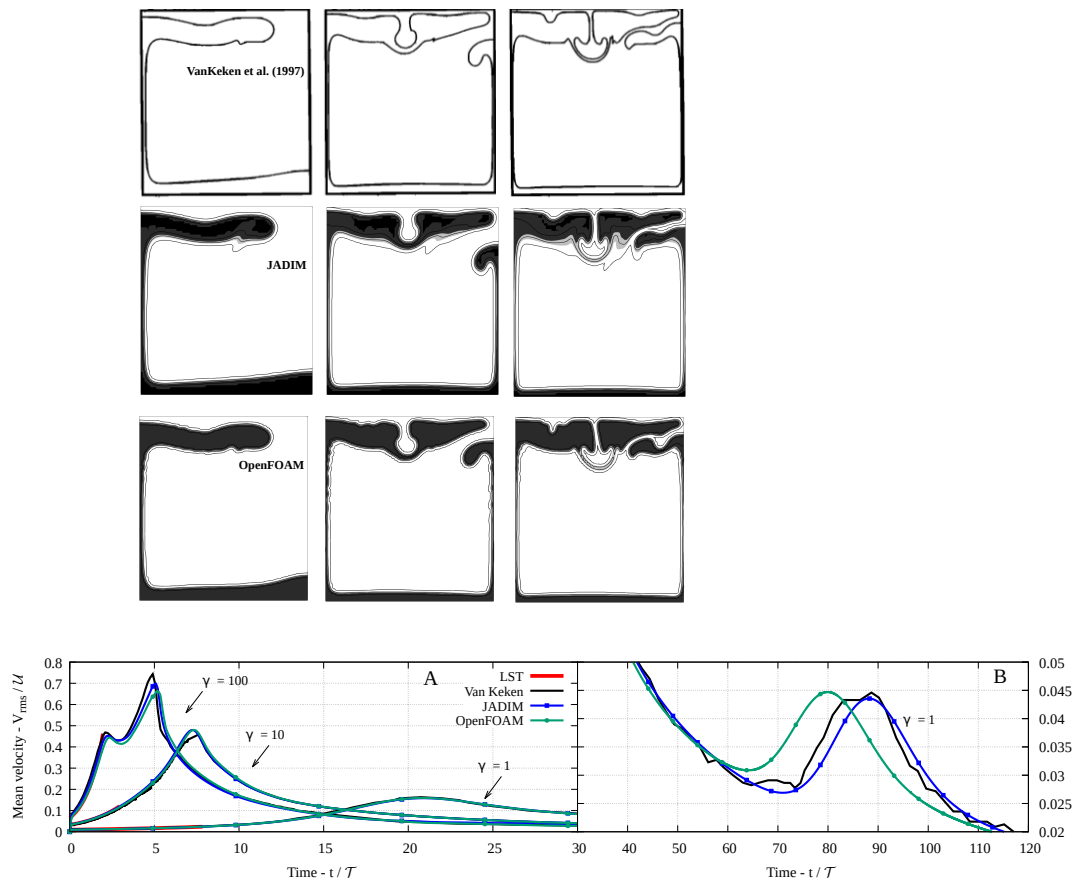 VanKeken et al. (1997)
JADIM
OpenFOAM
Mean velocity - Vrms / 𝒰
0.8
0.7
0.6
0.5
0.4
0.3
0.2
0.1
0
A
γ = 100
γ = 10
γ = 1
LST
Van Keken
JADIM
OpenFOAM
0 5 10 15 20 25 30
Time - t / 𝒯
B
γ = 1
0.05
0.045
0.04
0.035
0.03
0.025
0.02
40 50 60 70 80 90 100 110 120
Time - t / 𝒯